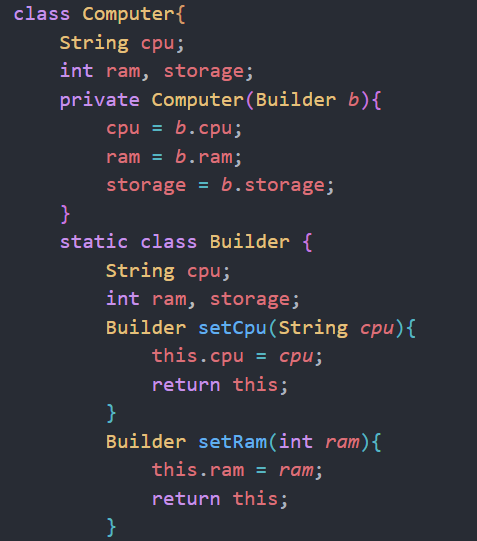 class Computer{
    String cpu;
    int ram, storage;
    private Computer(Builder b){
        cpu = b.cpu;
        ram = b.ram;
        storage = b.storage;
    }
    static class Builder {
        String cpu;
        int ram, storage;
        Builder setCpu(String cpu){
            this.cpu = cpu;
            return this;
        }
        Builder setRam(int ram){
            this.ram = ram;
            return this;
        }